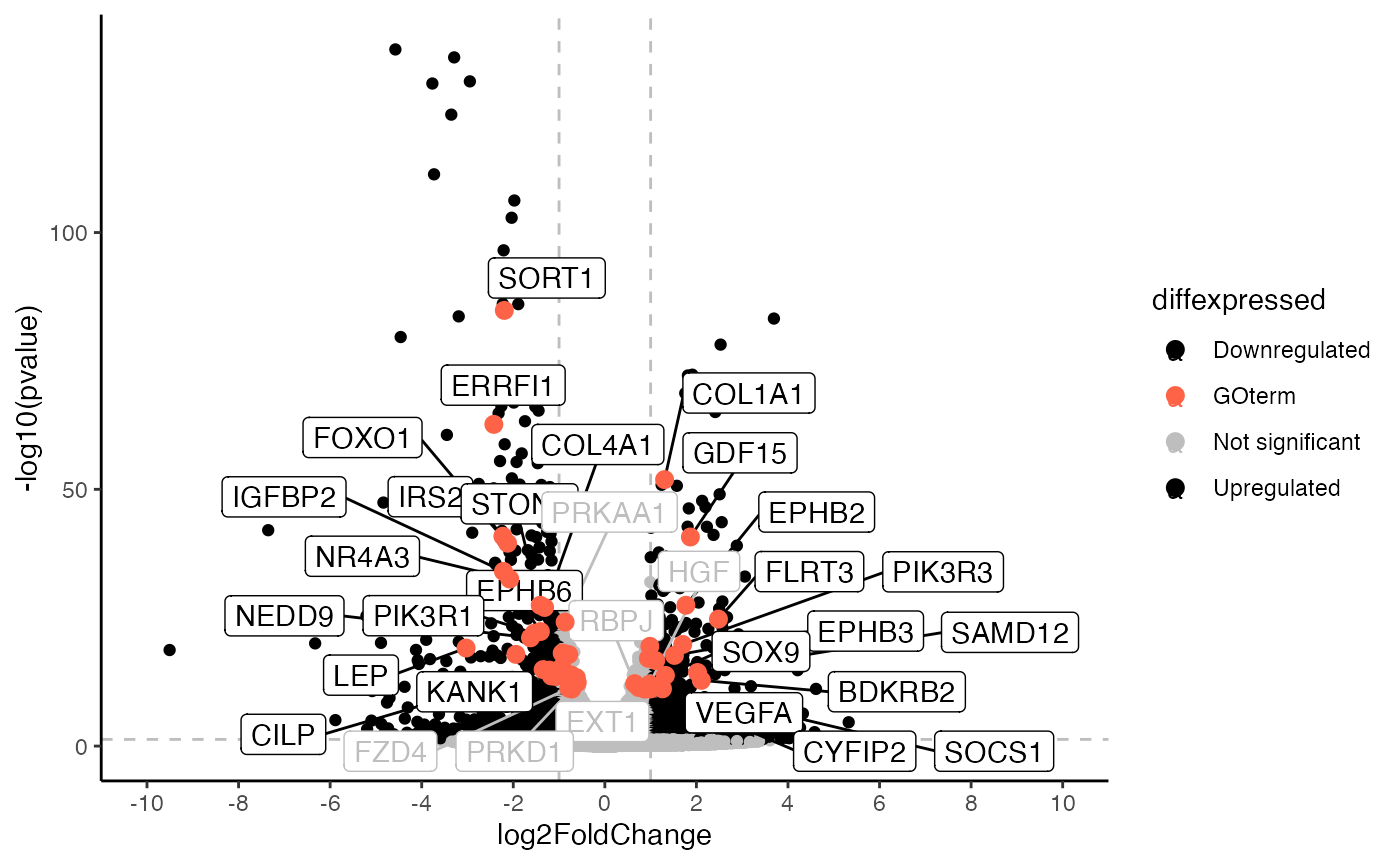 -log10(pvalue)
100
50
0
SORT1
ERRFI1
COL1A1
FOXO1
COL4A1
GDF15
IGFBP2
IRS2
STON
PRKAA1
EPHB2
NR4A3
HGF
FLRT3
PIK3R3
EPHB6
NEDD9
PIK3R1
RBPJ
EPHB3
SAMD12
SOX9
LEP
KANK1
BDKRB2
VEGFA
EXT1
CILP
FZD4
PRKD1
CYFIP2
SOCS1
-10 -8 -6 -4 -2 0 2 4 6 8 10
log2FoldChange
diffexpressed
Downregulated
GOterm
Not significant
Upregulated